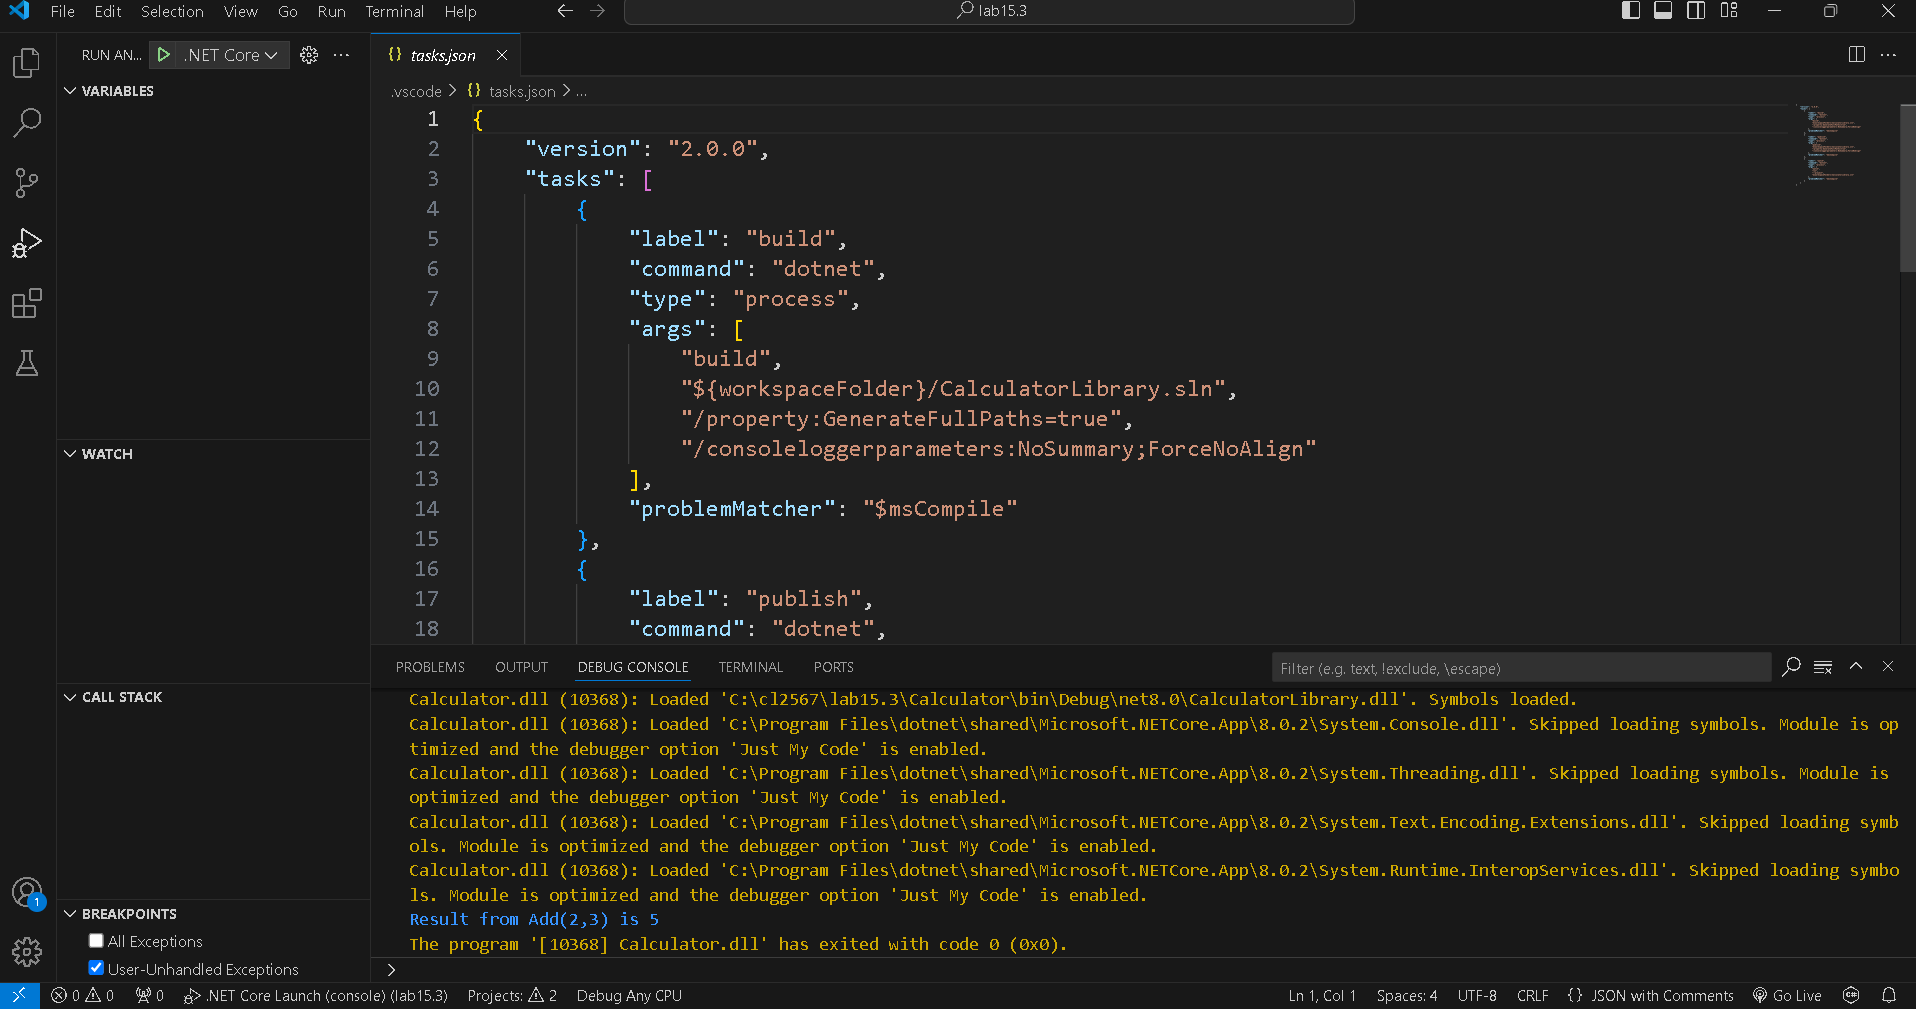 File Edit Selection View Go Run Terminal Help
lab15.3
RUN AN... .NET Core
VARIABLES
WATCH
CALL STACK
BREAKPOINTS
All Exceptions
User-Unhandled Exceptions
1
tasks.json
.vscode > {} tasks.json > ...
1 {
2 "version": "2.0.0",
3 "tasks": [
4 {
5 "label": "build",
6 "command": "dotnet",
7 "type": "process",
8 "args": [
9 "build",
10 "${workspaceFolder}/CalculatorLibrary.sln",
11 "/property:GenerateFullPaths=true",
12 "/consoleloggerparameters:NoSummary;ForceNoAlign"
13 ],
14 "problemMatcher": "$msCompile"
15 },
16 {
17 "label": "publish",
18 "command": "dotnet",
PROBLEMS OUTPUT DEBUG CONSOLE TERMINAL PORTS
Filter (e.g. text, !exclude, \escape)
Calculator.dll (10368): Loaded 'C:\cl2567\lab15.3\Calculator\bin\Debug\net8.0\CalculatorLibrary.dll'. Symbols loaded.
Calculator.dll (10368): Loaded 'C:\Program Files\dotnet\shared\Microsoft.NETCore.App\8.0.2\System.Console.dll'. Skipped loading symbols. Module is op
timized and the debugger option 'Just My Code' is enabled.
Calculator.dll (10368): Loaded 'C:\Program Files\dotnet\shared\Microsoft.NETCore.App\8.0.2\System.Threading.dll'. Skipped loading symbols. Module is
optimized and the debugger option 'Just My Code' is enabled.
Calculator.dll (10368): Loaded 'C:\Program Files\dotnet\shared\Microsoft.NETCore.App\8.0.2\System.Text.Encoding.Extensions.dll'. Skipped loading symb
ols. Module is optimized and the debugger option 'Just My Code' is enabled.
Calculator.dll (10368): Loaded 'C:\Program Files\dotnet\shared\Microsoft.NETCore.App\8.0.2\System.Runtime.InteropServices.dll'. Skipped loading symbo
ls. Module is optimized and the debugger option 'Just My Code' is enabled.
Result from Add(2,3) is 5
The program '[10368] Calculator.dll' has exited with code 0 (0x0).
>
0 0 0 .NET Core Launch (console) (lab15.3) Projects: 2 Debug Any CPU Ln 1, Col 1 Spaces: 4 UTF-8 CRLF {} JSON with Comments Go Live